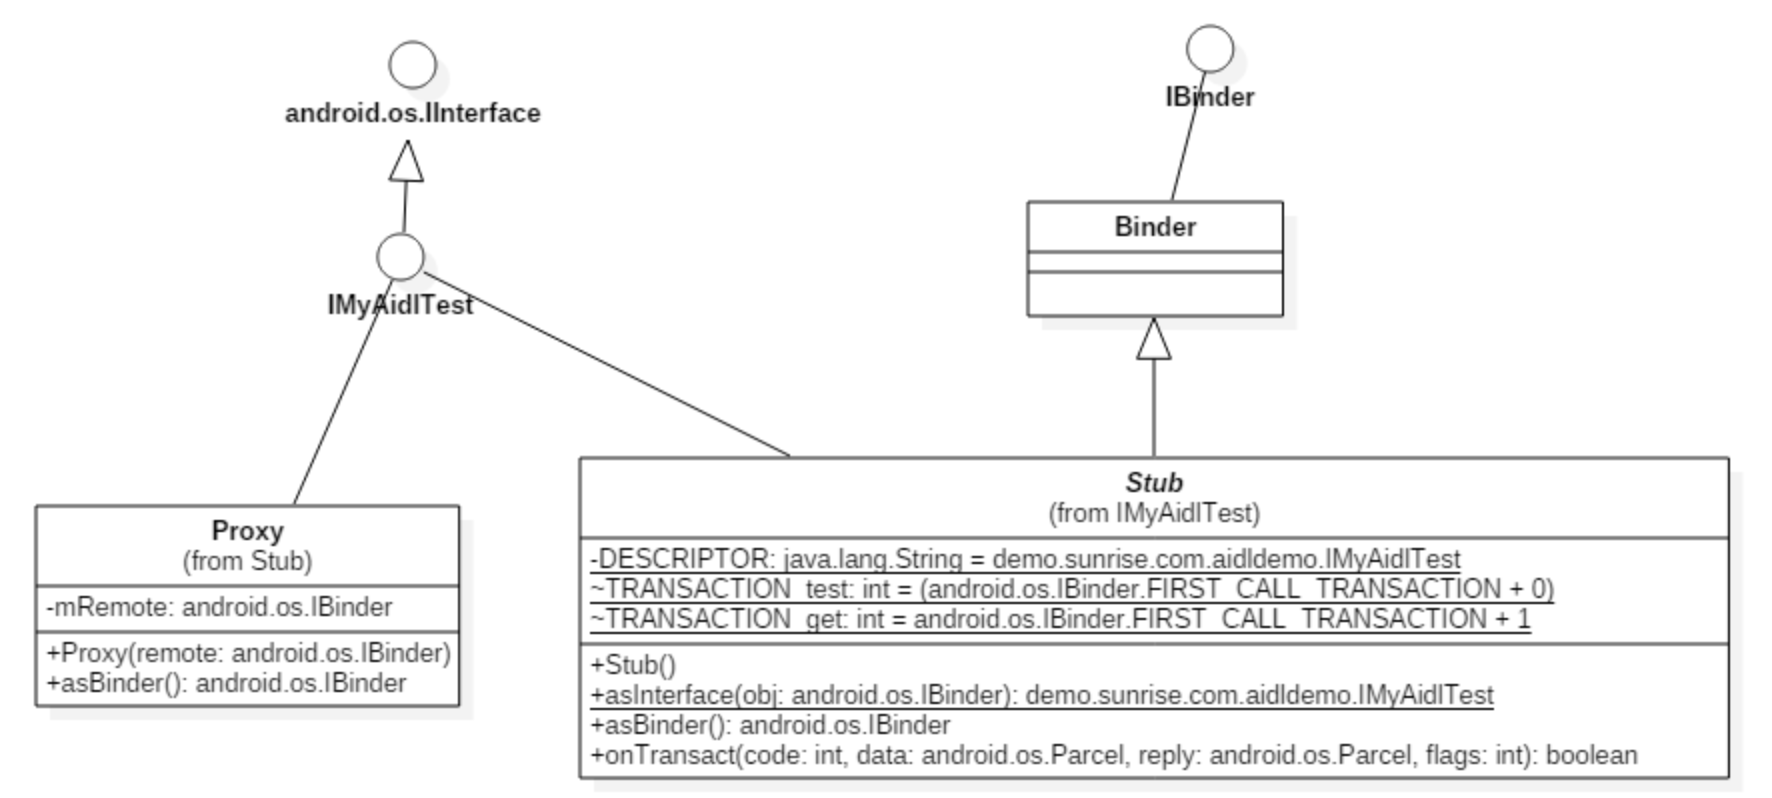 android.os.IInterface
IBinder
Binder
IMyAidlTest
Proxy
(from Stub)
-mRemote: android.os.IBinder
+Proxy(remote: android.os.IBinder)
+asBinder(): android.os.IBinder
Stub
(from IMyAidlTest)
-DESCRIPTOR: java.lang.String = demo.sunrise.com.aidldemo.IMyAidlTest
~TRANSACTION_test: int = (android.os.IBinder.FIRST_CALL_TRANSACTION + 0)
~TRANSACTION_get: int = android.os.IBinder.FIRST_CALL_TRANSACTION + 1
+Stub()
+asInterface(obj: android.os.IBinder): demo.sunrise.com.aidldemo.IMyAidlTest
+asBinder(): android.os.IBinder
+onTransact(code: int, data: android.os.Parcel, reply: android.os.Parcel, flags: int): boolean